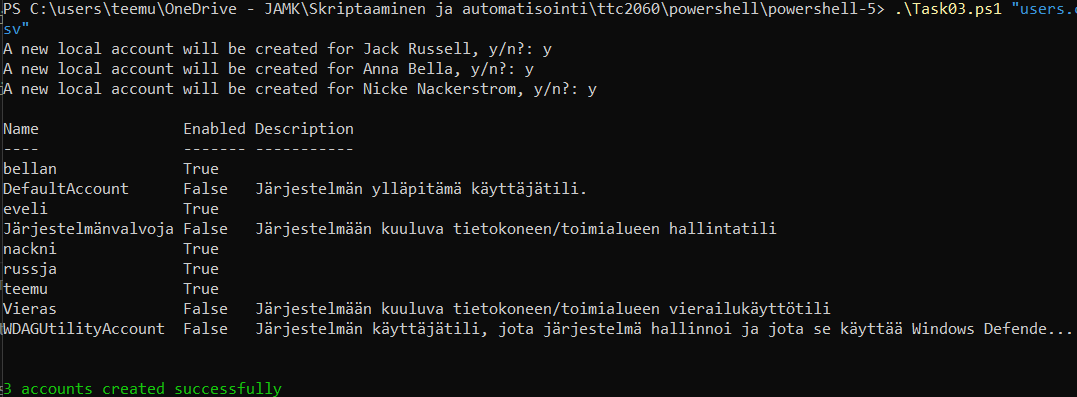 PS C:\users\teemu\OneDrive - JAMK\Skriptaaminen ja automatisointi\ttc2060\powershell\powershell-5> .\Task03.ps1 "users.c
sv"
A new local account will be created for Jack Russell, y/n?: y
A new local account will be created for Anna Bella, y/n?: y
A new local account will be created for Nicke Nackerstrom, y/n?: y
Name Enabled Description
---- ------- -----------
bellan True
DefaultAccount False Järjestelmän ylläpitämä käyttäjätili.
eveli True
Järjestelmänvalvoja False Järjestelmään kuuluva tietokoneen/toimialueen hallintatili
nackni True
russja True
teemu True
Vieras False Järjestelmään kuuluva tietokoneen/toimialueen vierailukäyttötili
WDAGUtilityAccount False Järjestelmän käyttäjätili, jota järjestelmä hallinnoi ja jota se käyttää Windows Defende...
3 accounts created successfully